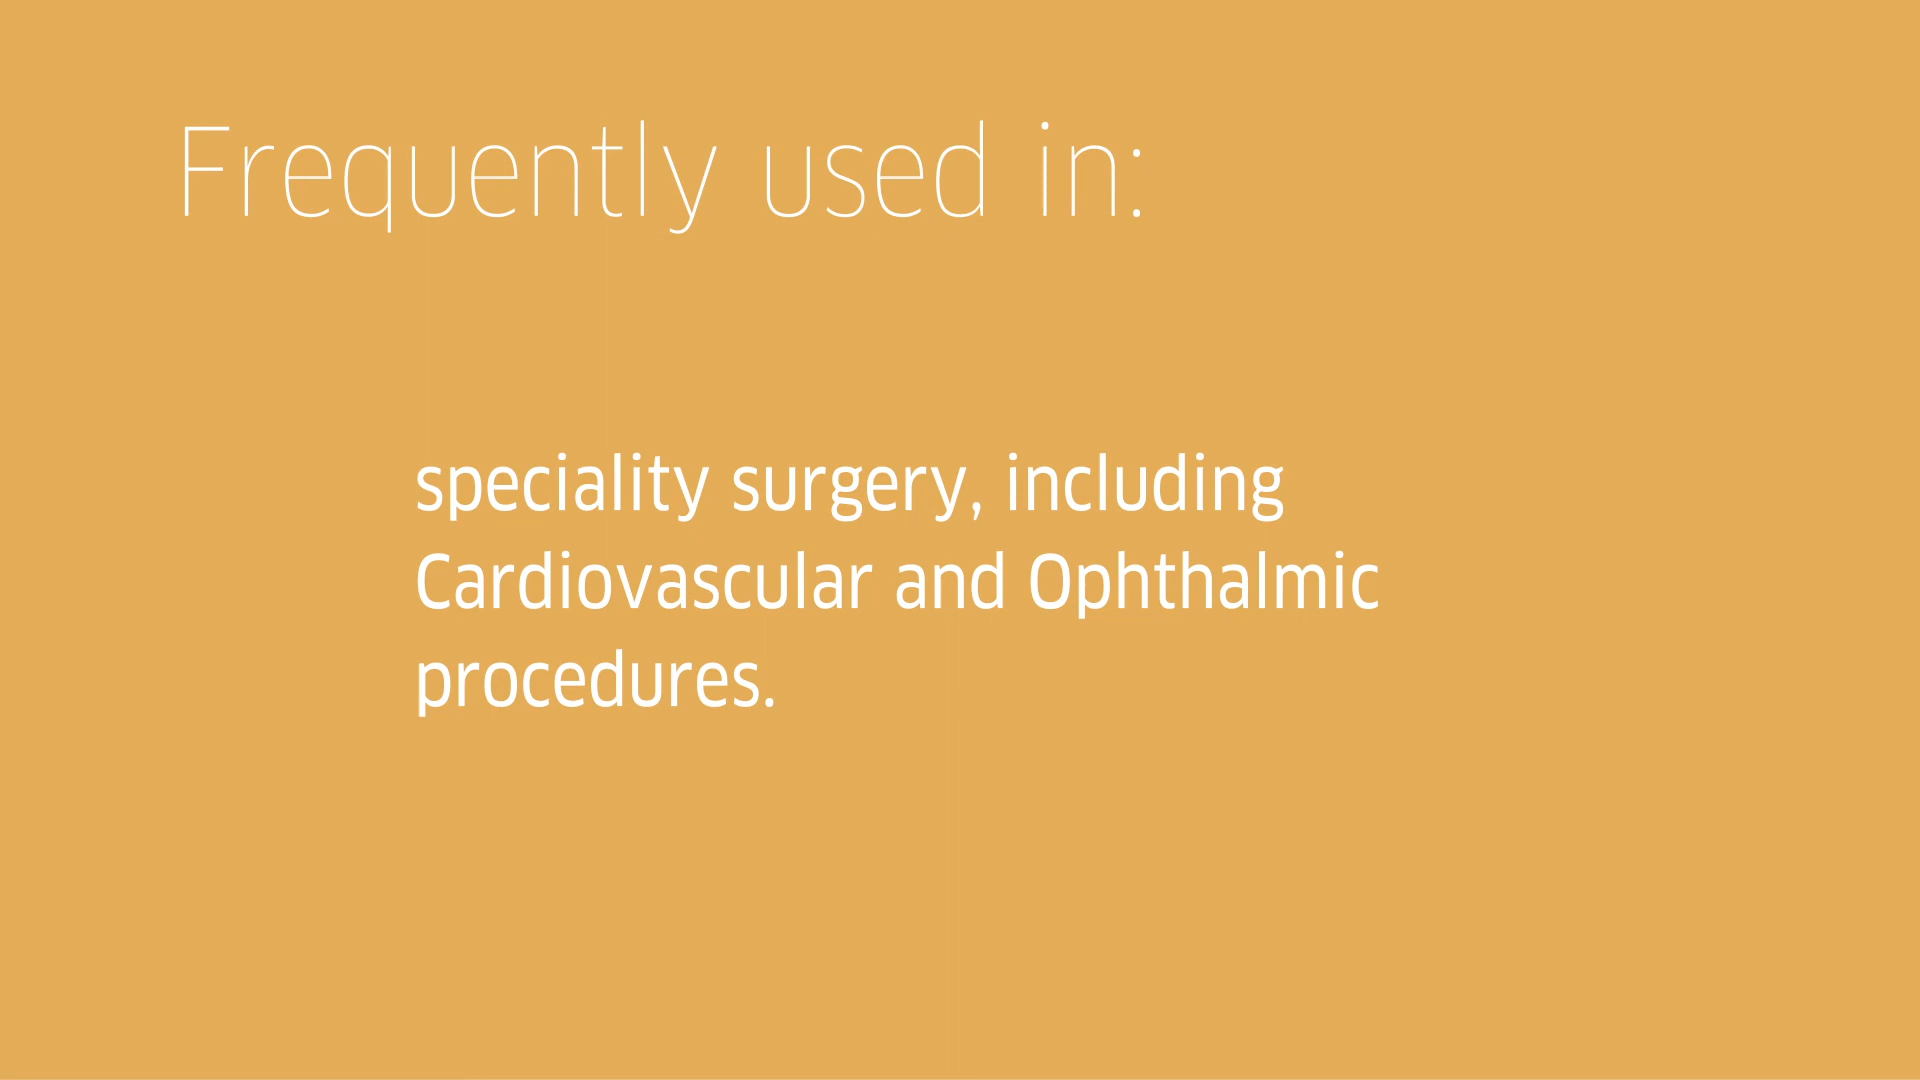 Frequently used in:
speciality surgery, including
Cardiovascular and Ophthalmic
procedures.